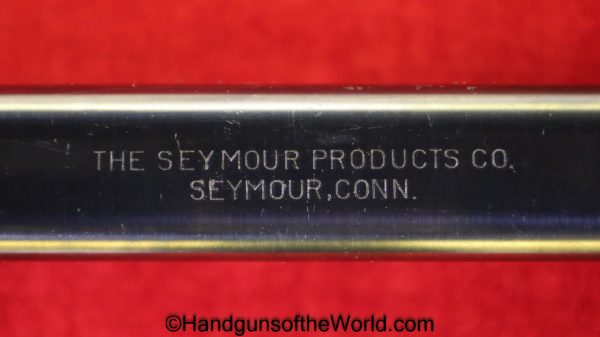 THE SEYMOUR PRODUCTS CO.
SEYMOUR, CONN.
©HandgunsoftheWorld.com